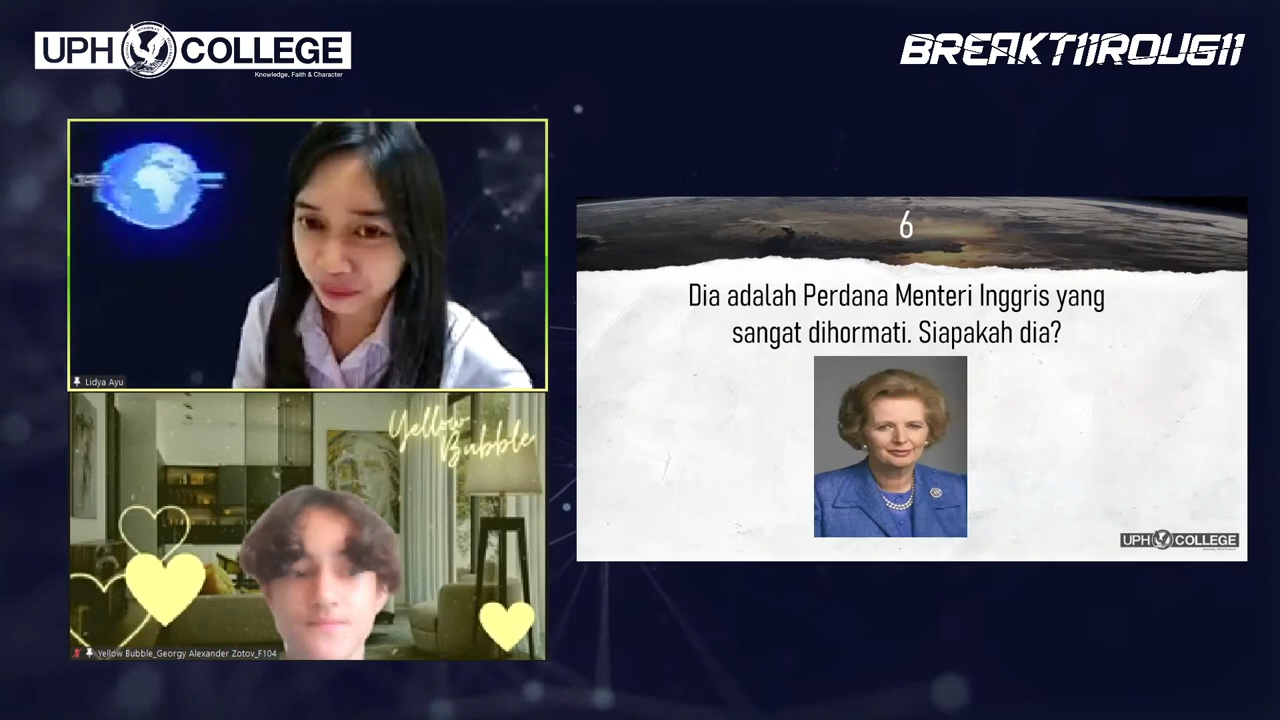 UPH COLLEGE
Knowledge, Faith & Character
BREAKT11ROUG11
Lidya Ayu
Yellow
Bubble
Yellow Bubble_Georgy Alexander Zotov_F104
6
Dia adalah Perdana Menteri Inggris yang
sangat dihormati. Siapakah dia?
UPH COLLEGE